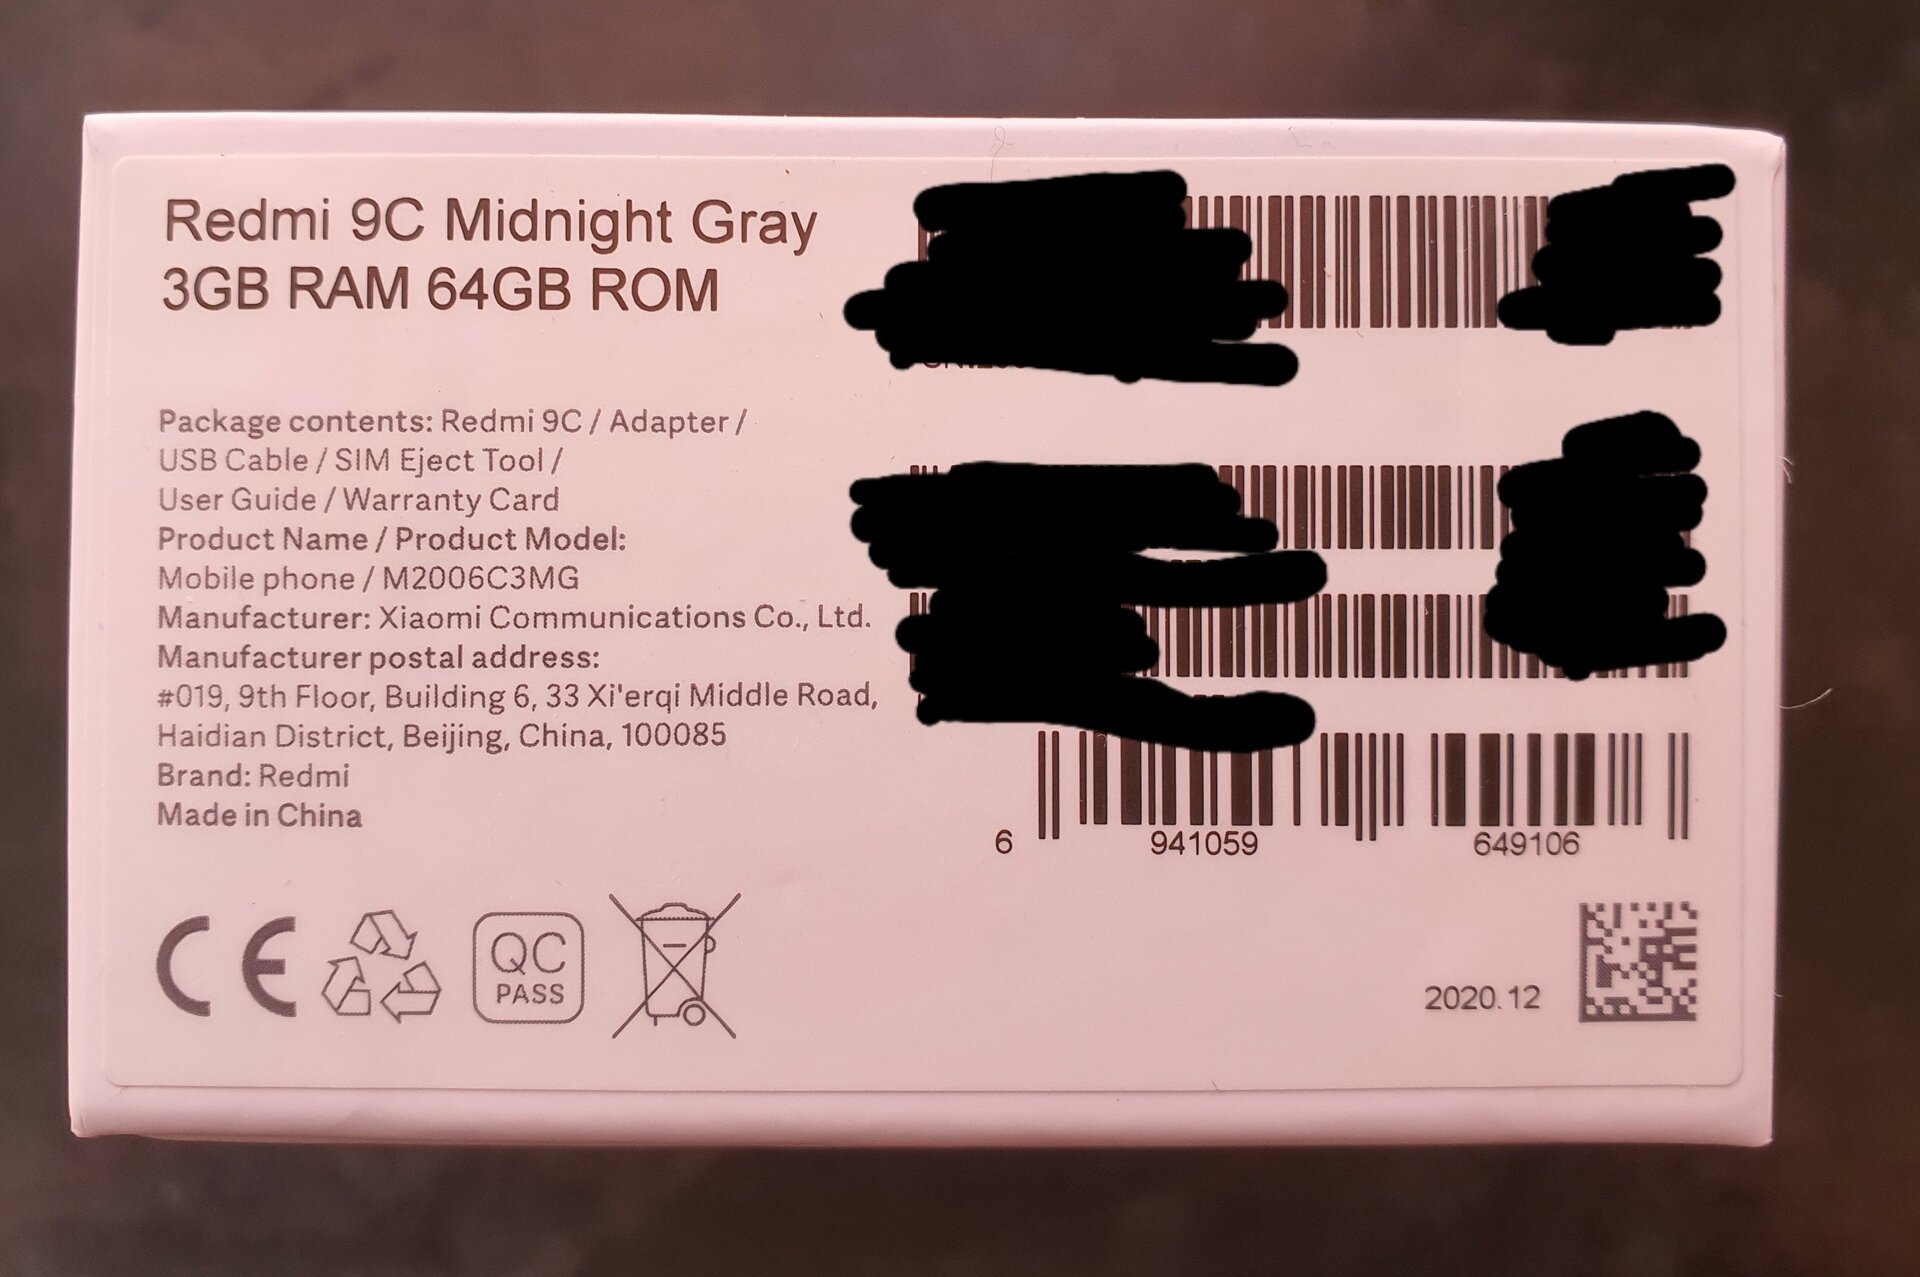 Redmi 9C Midnight Gray
3GB RAM 64GB ROM
Package contents: Redmi 9C / Adapter /
USB Cable / SIM Eject Tool /
User Guide / Warranty Card
Product Name / Product Model:
Mobile phone / M2006C3MG
Manufacturer: Xiaomi Communications Co., Ltd.
Manufacturer postal address:
#019, 9th Floor, Building 6, 33 Xi'erqi Middle Road,
Haidian District, Beijing, China, 100085
Brand: Redmi
Made in China
6 941059 649106
CE
QC
PASS
2020.12